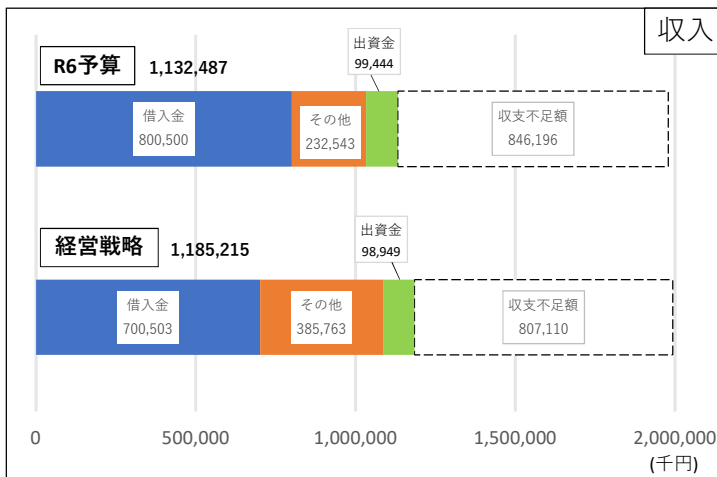 収入
R6予算
1,132,487
出資金
99,444
借入金
800,500
その他
232,543
収支不足額
846,196
経営戦略
1,185,215
出資金
98,949
借入金
700,503
その他
385,763
収支不足額
807,110
0
500,000
1,000,000
1,500,000
2,000,000
(千円)